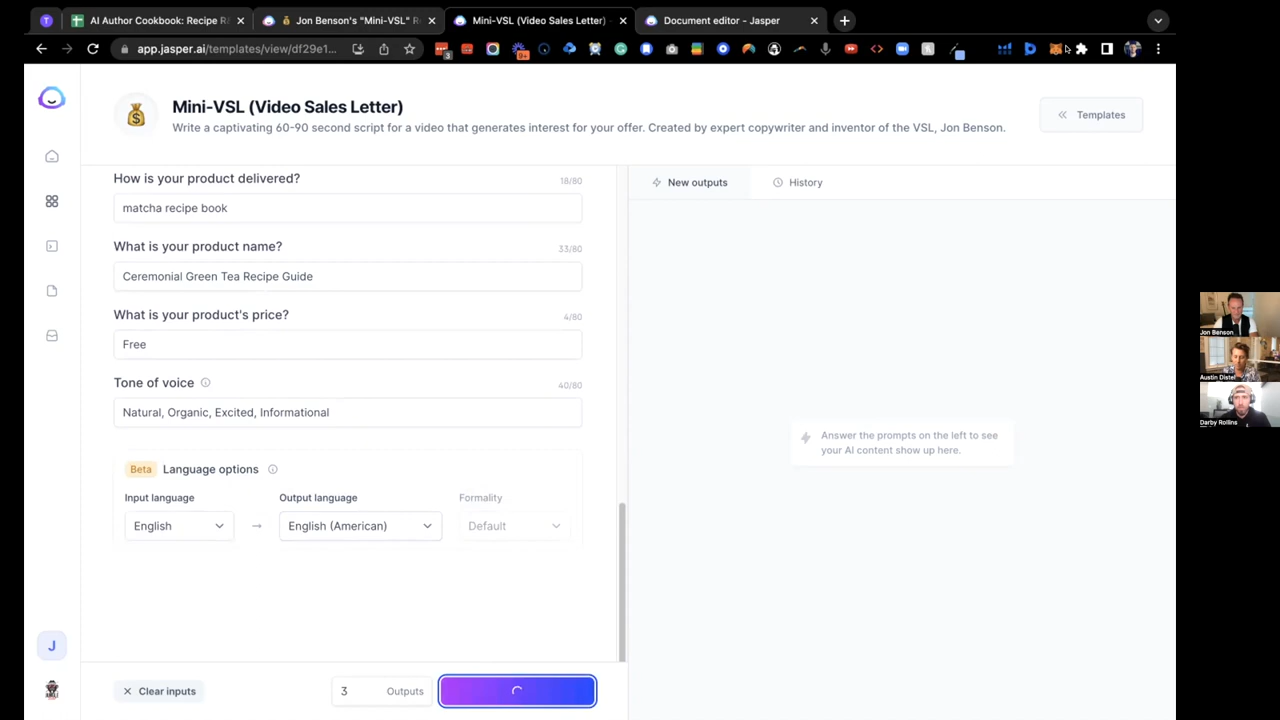 AI Author Cookbook: Recipe R
Jon Benson's "Mini-VSL" R
Mini-VSL (Video Sales Letter)
Document editor - Jasper
app.jasper.ai/templates/view/df29e1...
3
9+
Mini-VSL (Video Sales Letter)
Write a captivating 60-90 second script for a video that generates interest for your offer. Created by expert copywriter and inventor of the VSL, Jon Benson.
Templates
How is your product delivered?
18/80
matcha recipe book
What is your product name?
33/80
Ceremonial Green Tea Recipe Guide
What is your product's price?
4/80
Free
Tone of voice
40/80
Natural, Organic, Excited, Informational
Beta Language options
Input language
Output language
Formality
English
English (American)
Default
Clear inputs
3 Outputs
New outputs
History
Answer the prompts on the left to see
your AI content show up here.
J
Jon Benson
Austin Distel
Darby Rollins